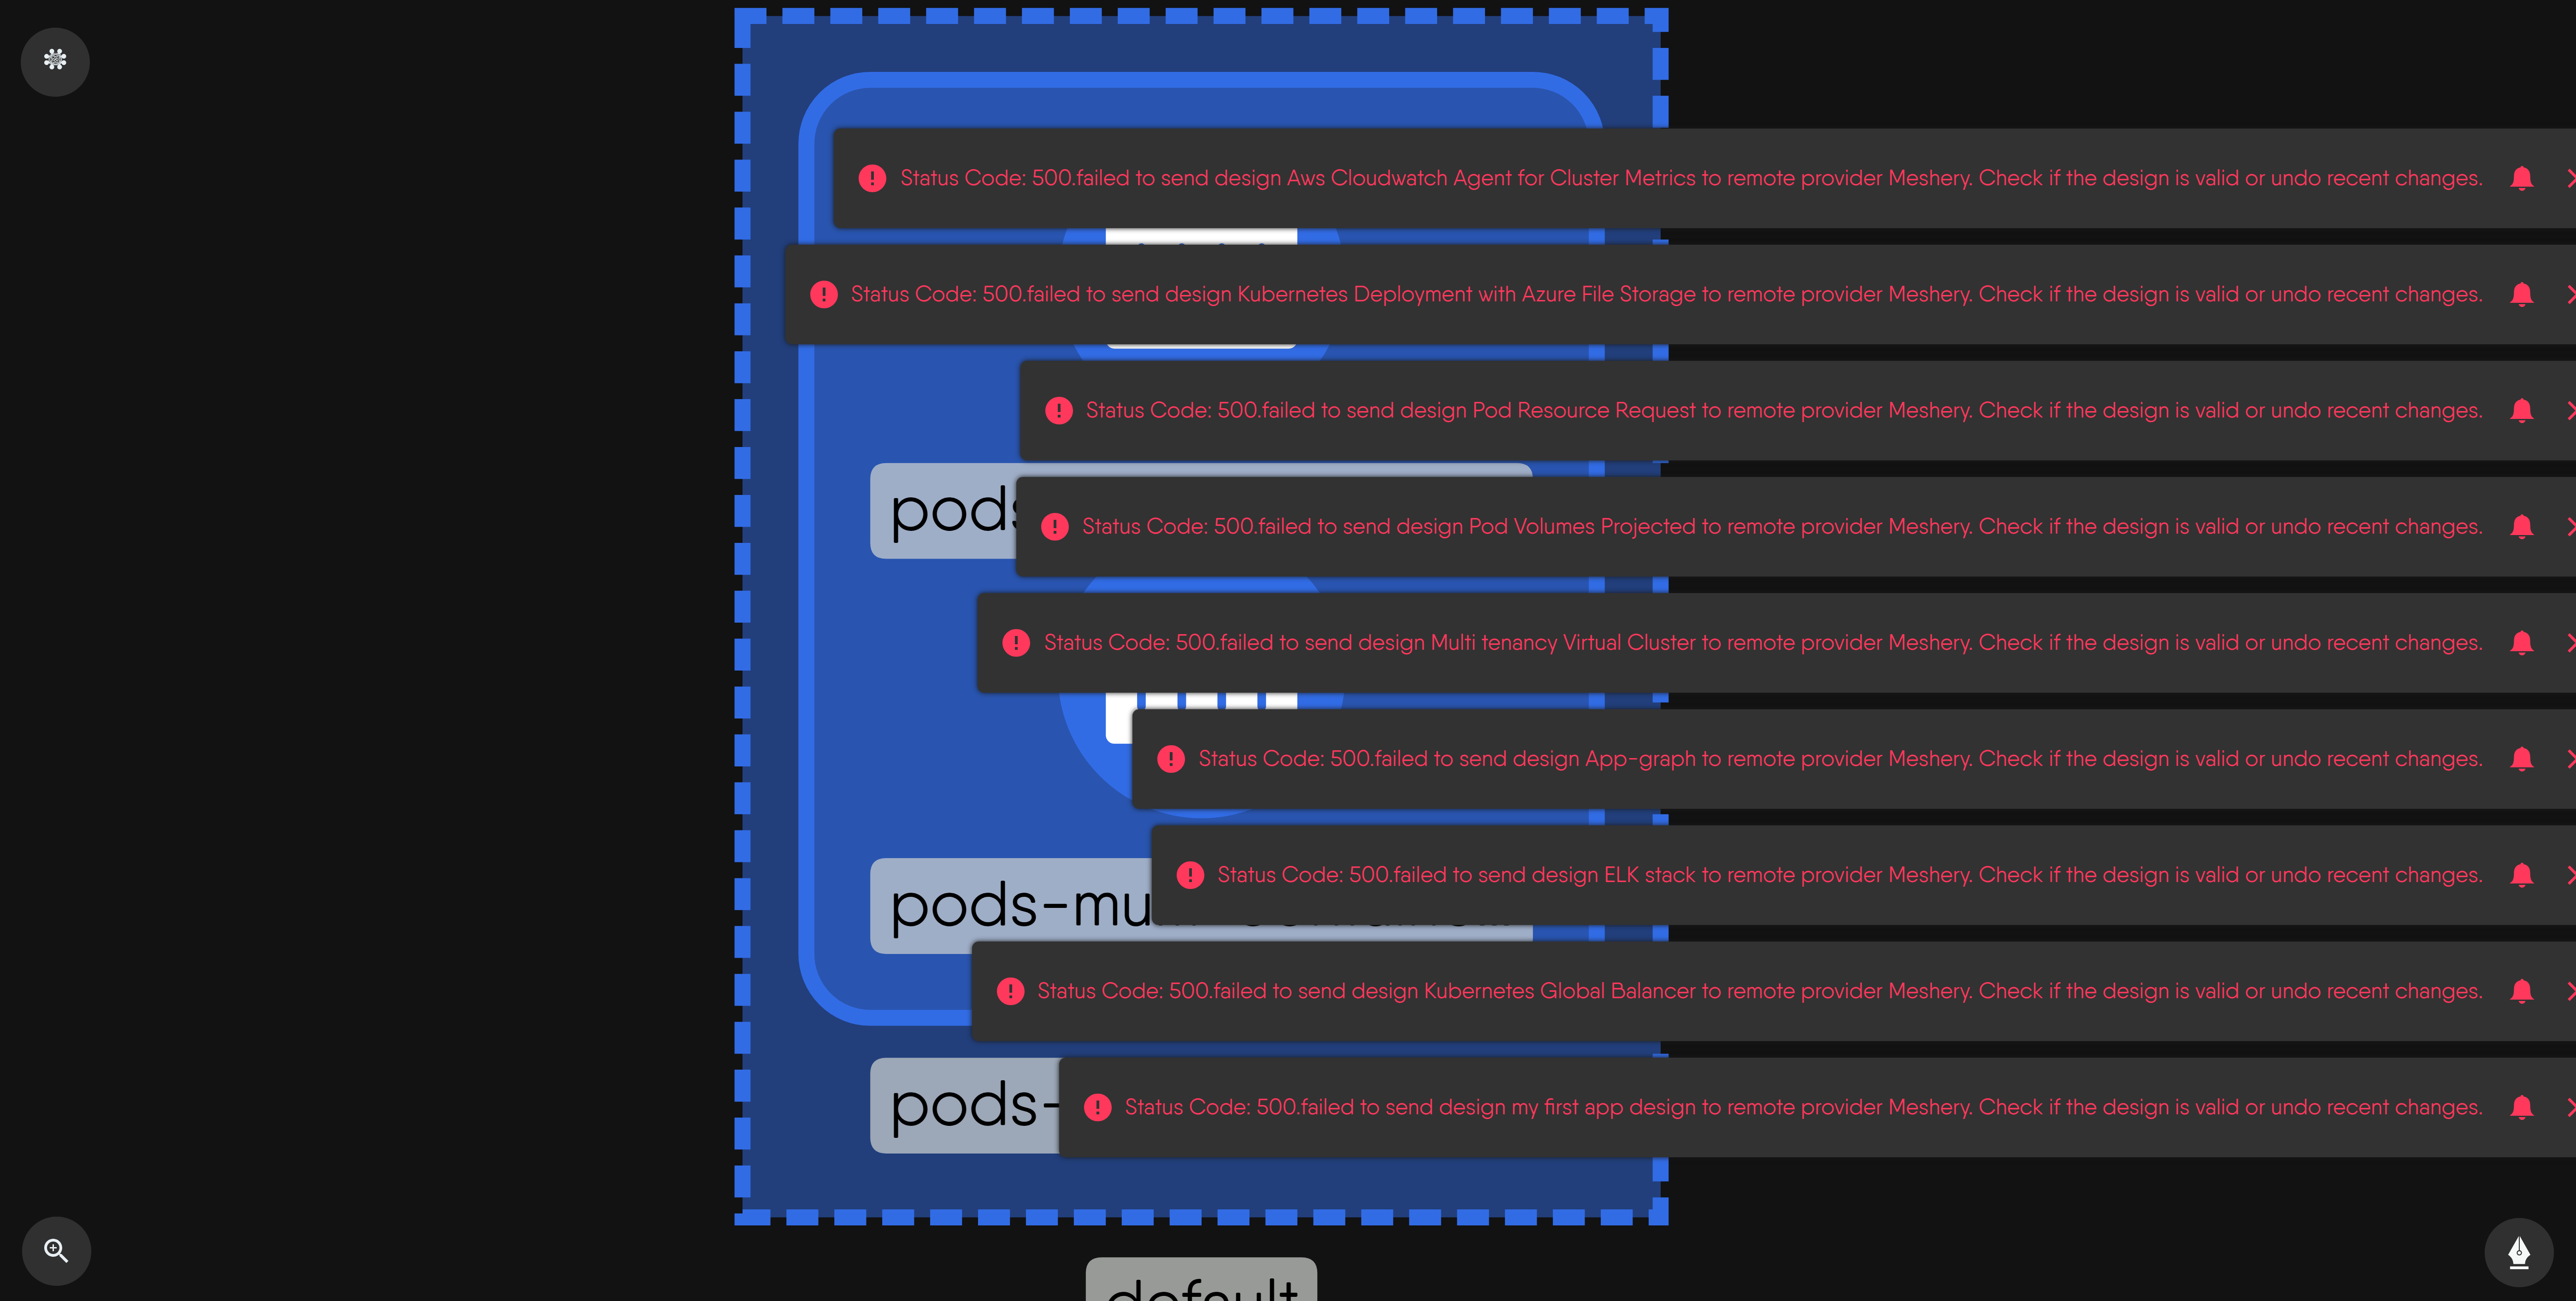 Status Code: 500.failed to send design Aws Cloudwatch Agent for Cluster Metrics to remote provider Meshery. Check if the design is valid or undo recent changes.
Status Code: 500.failed to send design Kubernetes Deployment with Azure File Storage to remote provider Meshery. Check if the design is valid or undo recent changes.
Status Code: 500.failed to send design Pod Resource Request to remote provider Meshery. Check if the design is valid or undo recent changes.
pods
Status Code: 500.failed to send design Pod Volumes Projected to remote provider Meshery. Check if the design is valid or undo recent changes.
Status Code: 500.failed to send design Multi tenancy Virtual Cluster to remote provider Meshery. Check if the design is valid or undo recent changes.
Status Code: 500.failed to send design App-graph to remote provider Meshery. Check if the design is valid or undo recent changes.
Status Code: 500.failed to send design ELK stack to remote provider Meshery. Check if the design is valid or undo recent changes.
pods-mu
Status Code: 500.failed to send design Kubernetes Global Balancer to remote provider Meshery. Check if the design is valid or undo recent changes.
pods-
Status Code: 500.failed to send design my first app design to remote provider Meshery. Check if the design is valid or undo recent changes.
default